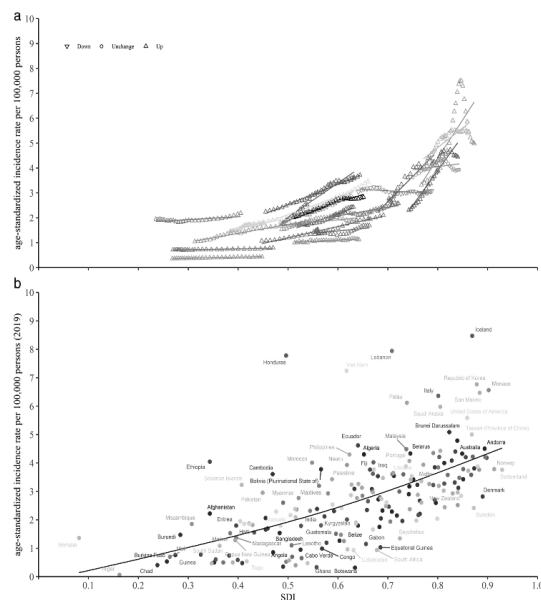 a
10
9
8
7
6
5
4
3
2
1
0
age-standardized incidence rate per 100,000 persons
Down Unchange Up
b
10
9
8
7
6
5
4
3
2
1
0
age-standardized incidence rate per 100,000 persons (2019)
Iceland
Lebanon
Honduras
Viet Nam
Republic of Korea
Monaco
Italy
San Marino
Palau
Saudi Arabia
United States of America
Brunei Darussalam
Taiwan (Province of China)
Ecuador
Malaysia
Philippines
Algeria
Belarus
Australia
Andorra
Ethiopia
Morocco
Fiji
Iraq
Norway
Cambodia
Palestine
Portugal
Switzerland
Solomon Islands
Bolivia (Plurinational State of)
Myanmar
Maldives
Denmark
Mozambique
Afghanistan
Eritrea
India
Kyrgyzstan
Sweden
Burundi
Haiti
Guatemala
Belize
Gabon
Seychelles
Somalia
Bangladesh
Lesotho
Madagascar
South Sudan
Burkina Faso
Papua New Guinea
Angola
Cabo Verde
Congo
Equatorial Guinea
South Africa
Niger
Chad
Guinea
Togo
Ghana
Botswana
0.0 0.1 0.2 0.3 0.4 0.5 0.6 0.7 0.8 0.9 1.0
SDI